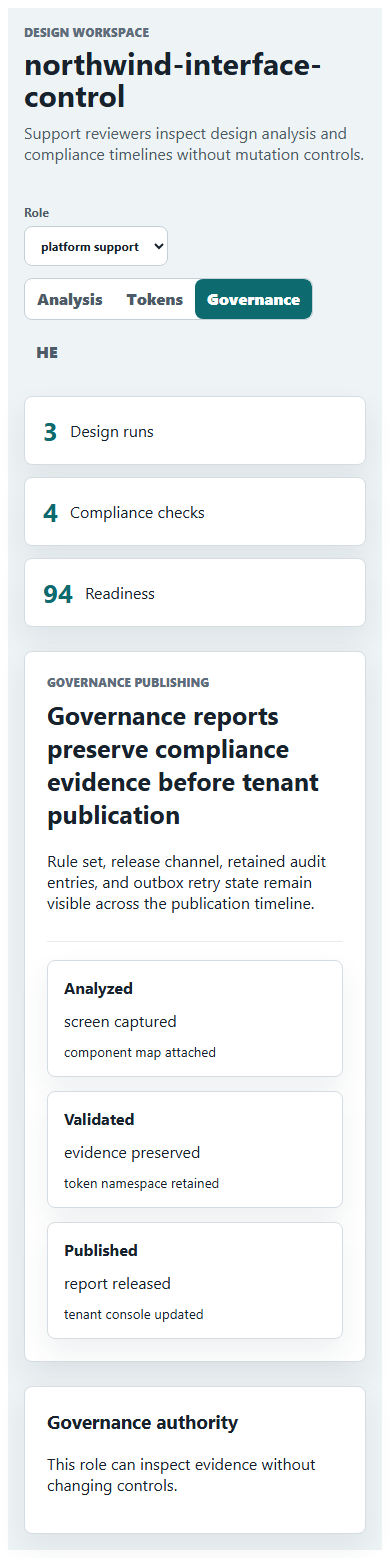 DESIGN WORKSPACE
northwind-interface-
control
Support reviewers inspect design analysis and
compliance timelines without mutation controls.
Role
platform support
Analysis Tokens Governance
HE
3 Design runs
4 Compliance checks
94 Readiness
GOVERNANCE PUBLISHING
Governance reports
preserve compliance
evidence before tenant
publication
Rule set, release channel, retained audit
entries, and outbox retry state remain
visible across the publication timeline.
Analyzed
screen captured
component map attached
Validated
evidence preserved
token namespace retained
Published
report released
tenant console updated
Governance authority
This role can inspect evidence without
changing controls.